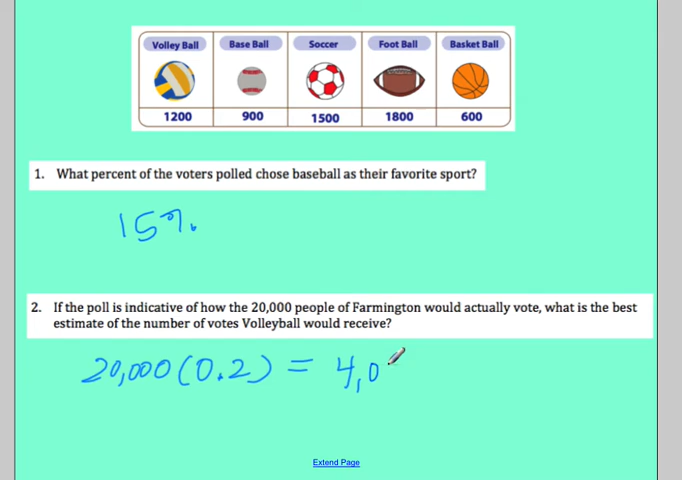 Volley Ball Base Ball Soccer Foot Ball Basket Ball
1200 900 1500 1800 600
1. What percent of the voters polled chose baseball as their favorite sport?
15%
2. If the poll is indicative of how the 20,000 people of Farmington would actually vote, what is the best
estimate of the number of votes Volleyball would receive?
20,000(0.2) = 4,0
Extend Page